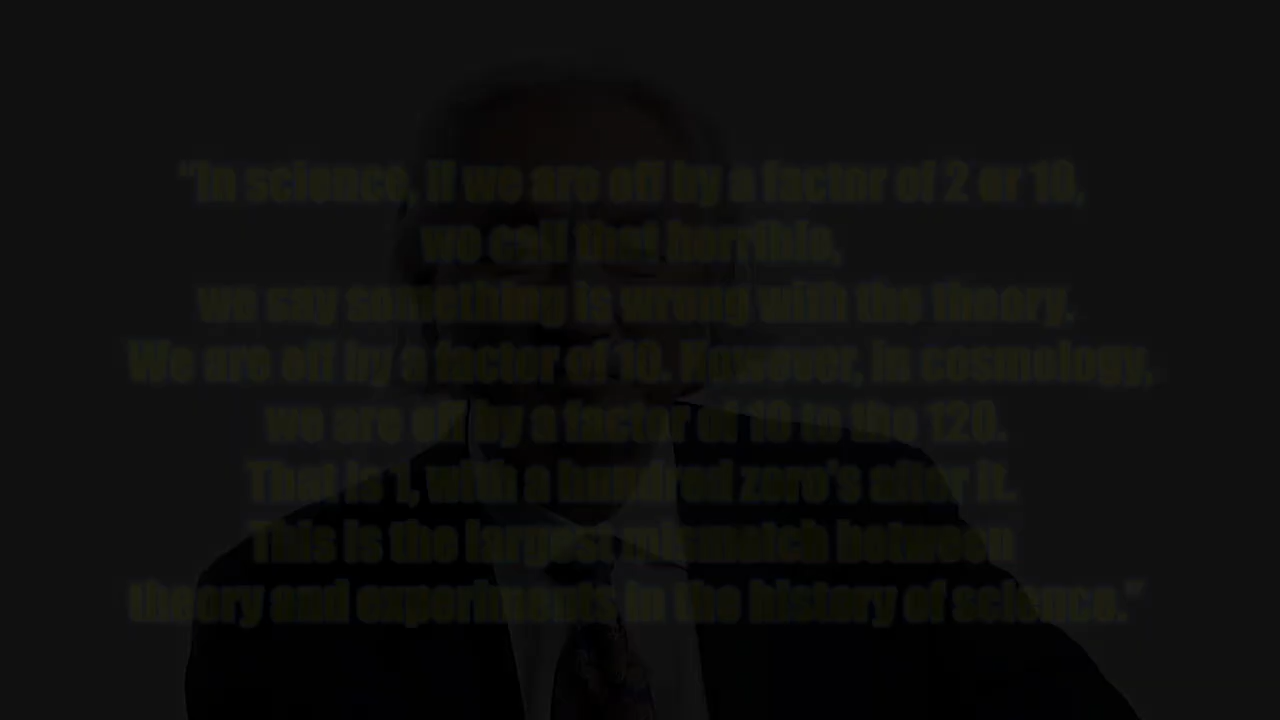 "In science, if we are off by a factor of 2 or 10,
we call that horrible,
we say something is wrong with the theory.
We are off by a factor of 10. However, in cosmology,
we are off by a factor of 10 to the 120.
That is 1, with a hundred zero's after it.
This is the largest mismatch between
theory and experiments in the history of science."